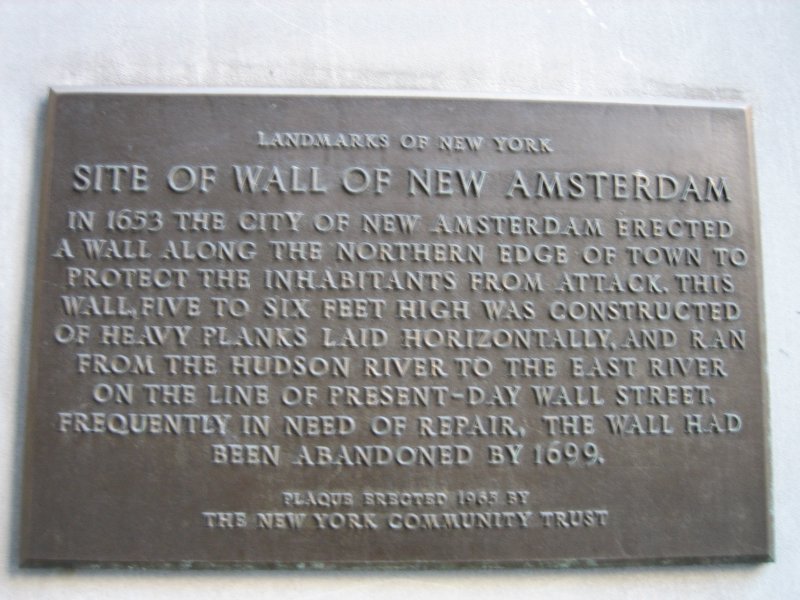 LANDMARKS OF NEW YORK
SITE OF WALL OF NEW AMSTERDAM
IN 1653 THE CITY OF NEW AMSTERDAM ERECTED
A WALL ALONG THE NORTHERN EDGE OF TOWN TO
PROTECT THE INHABITANTS FROM ATTACK. THIS
WALL, FIVE TO SIX FEET HIGH WAS CONSTRUCTED
OF HEAVY PLANKS LAID HORIZONTALLY, AND RAN
FROM THE HUDSON RIVER TO THE EAST RIVER
ON THE LINE OF PRESENT-DAY WALL STREET.
FREQUENTLY IN NEED OF REPAIR, THE WALL HAD
BEEN ABANDONED BY 1699.
PLAQUE ERECTED 1965 BY
THE NEW YORK COMMUNITY TRUST